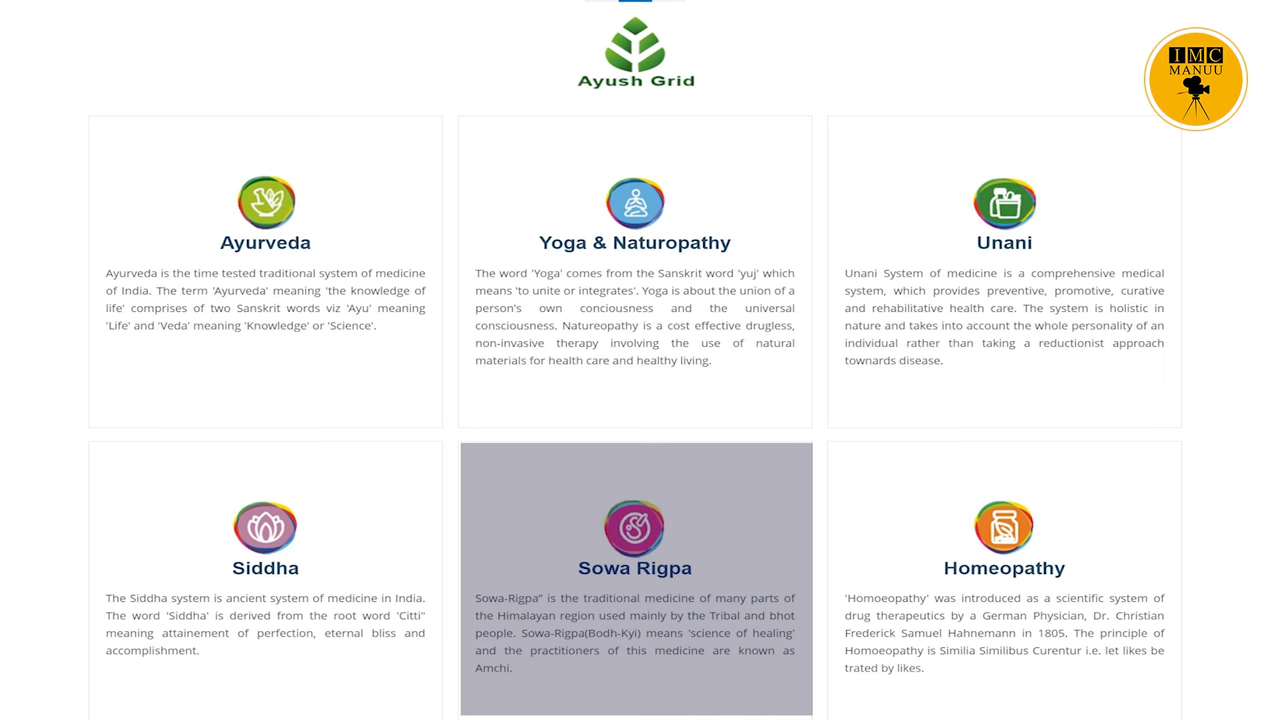 Ayush Grid
IMC
MANUU
Ayurveda
Ayurveda is the time tested traditional system of medicine
of India. The term 'Ayurveda' meaning 'the knowledge of
life' comprises of two Sanskrit words viz 'Ayu' meaning
'Life' and 'Veda' meaning 'Knowledge' or 'Science'.
Yoga & Naturopathy
The word 'Yoga' comes from the Sanskrit word 'yuj' which
means 'to unite or integrates'. Yoga is about the union of a
person's own conciousness and the universal
consciousness. Natureopathy is a cost effective drugless,
non-invasive therapy involving the use of natural
materials for health care and healthy living.
Unani
Unani System of medicine is a comprehensive medical
system, which provides preventive, promotive, curative
and rehabilitative health care. The system is holistic in
nature and takes into account the whole personality of an
individual rather than taking a reductionist approach
townards disease.
Siddha
The Siddha system is ancient system of medicine in India.
The word 'Siddha' is derived from the root word 'Citti"
meaning attainement of perfection, eternal bliss and
accomplishment.
Sowa Rigpa
Sowa-Rigpa" is the traditional medicine of many parts of
the Himalayan region used mainly by the Tribal and bhot
people. Sowa-Rigpa(Bodh-Kyi) means 'science of healing'
and the practitioners of this medicine are known as
Amchi.
Homeopathy
'Homoeopathy' was introduced as a scientific system of
drug therapeutics by a German Physician, Dr. Christian
Frederick Samuel Hahnemann in 1805. The principle of
Homoeopathy is Similia Similibus Curentur i.e. let likes be
trated by likes.